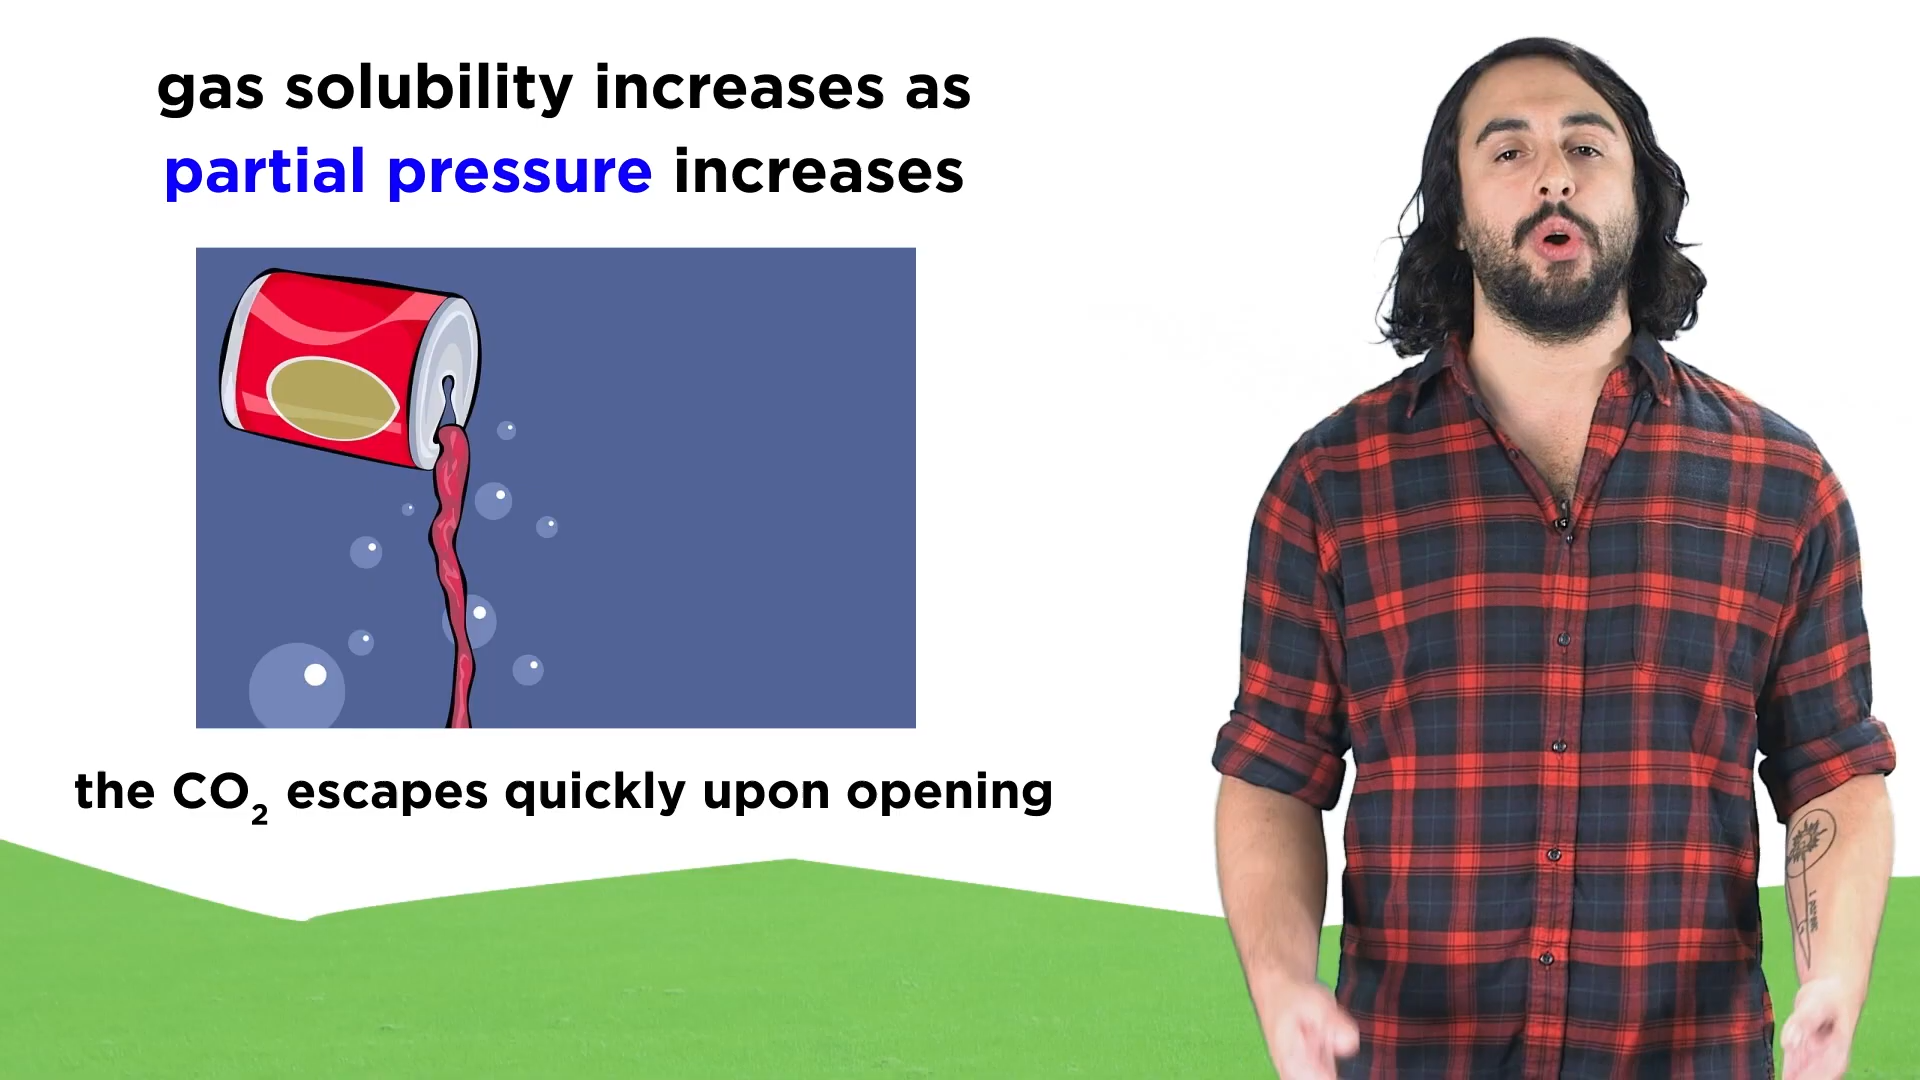 gas solubility increases as
partial pressure increases
the CO₂ escapes quickly upon opening